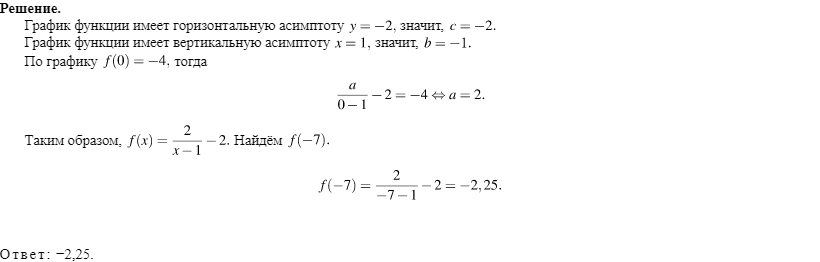 Решение.
График функции имеет горизонтальную асимптоту y = −2, значит, c = −2.
График функции имеет вертикальную асимптоту x = 1, значит, b = −1.
По графику f(0) = −4, тогда
a/(0 − 1) − 2 = −4 ⇔ a = 2.
Таким образом, f(x) = 2/(x − 1) − 2. Найдём f(−7).
f(−7) = 2/(−7 − 1) − 2 = −2,25.
Ответ: −2,25.